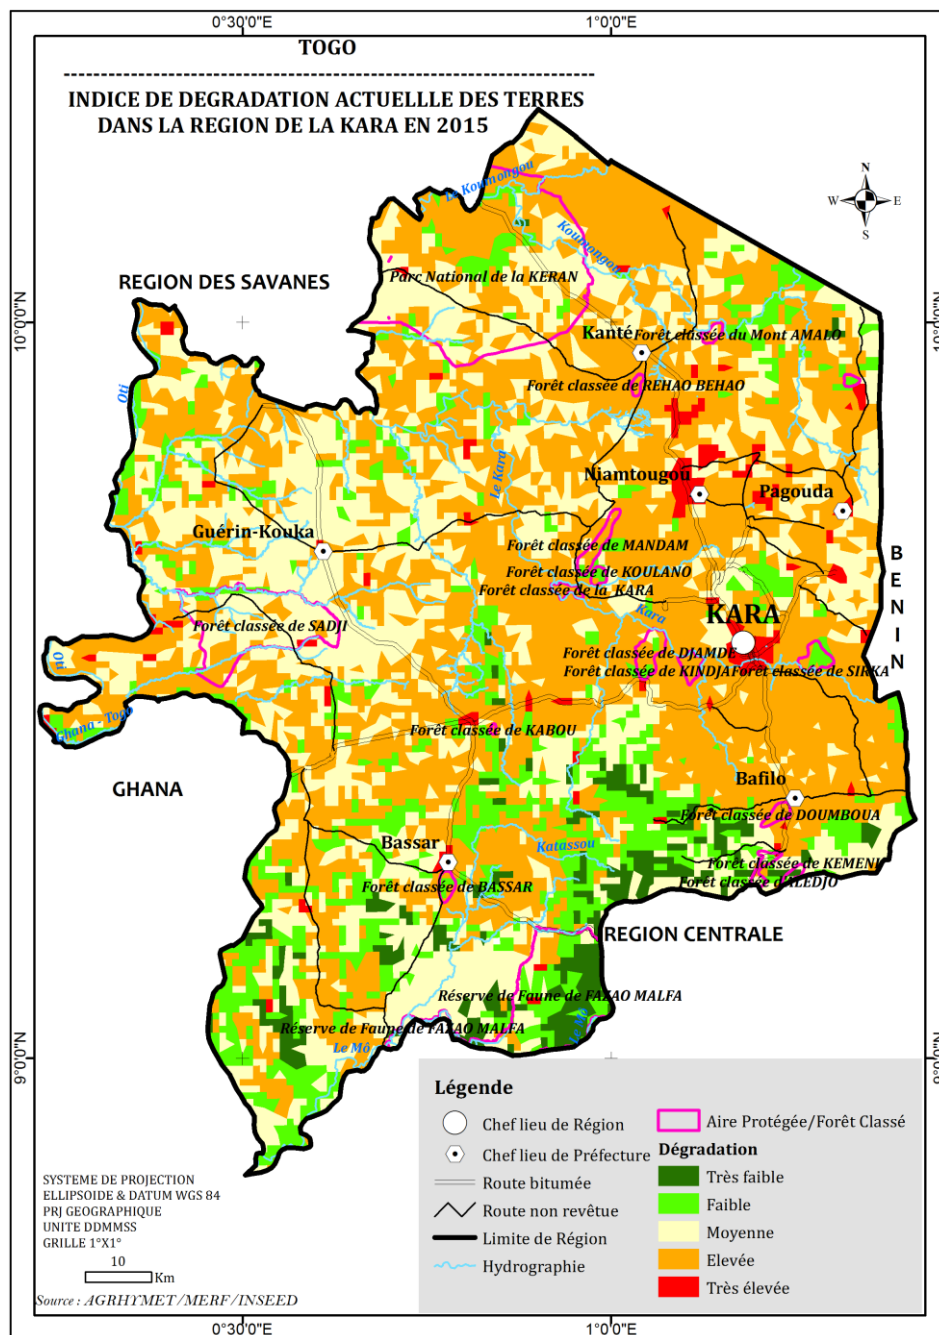 0°30'0"E 1°0'0"E
TOGO
INDICE DE DEGRADATION ACTUELLLE DES TERRES
DANS LA REGION DE LA KARA EN 2015
N
W E
S
Le Koumongou
Koumongou
REGION DES SAVANES
Parc National de la KERAN
10°0'0"N 10°0'0"N
Kanté
Forêt classée du Mont AMALO
Forêt classée de REHAO BEHAO
Oti
Le Kara
Niamtougou
Pagouda
Guérin-Kouka
Forêt classée de MANDAM
Forêt classée de KOULANO
Forêt classée de la KARA
BENIN
Kara
KARA
Forêt classée de SADJI
Forêt classée de DJAMDE
Forêt classée de KINDJA
Forêt classée de SIRKA
Oti
Ghana - Togo
Forêt classée de KABOU
GHANA
Bafilo
Forêt classée de DOUMBOUA
Bassar
Katassou
Forêt classée de KEMENI
Forêt classée d'ALEDJO
Forêt classée de BASSAR
REGION CENTRALE
Réserve de Faune de FAZAO MALFA
Réserve de Faune de FAZAO MALFA
Le Mô
Le Mô
9°0'0"N 9°0'0"N
Légende
Chef lieu de Région
Chef lieu de Préfecture
Route bitumée
Route non revêtue
Limite de Région
Hydrographie
Aire Protégée/Forêt Classé
Dégradation
Très faible
Faible
Moyenne
Elevée
Très élevée
SYSTEME DE PROJECTION
ELLIPSOIDE & DATUM WGS 84
PRJ GEOGRAPHIQUE
UNITE DDMMSS
GRILLE 1°X1°
10
Km
Source : AGRHYMET/MERF/INSEED
0°30'0"E 1°0'0"E